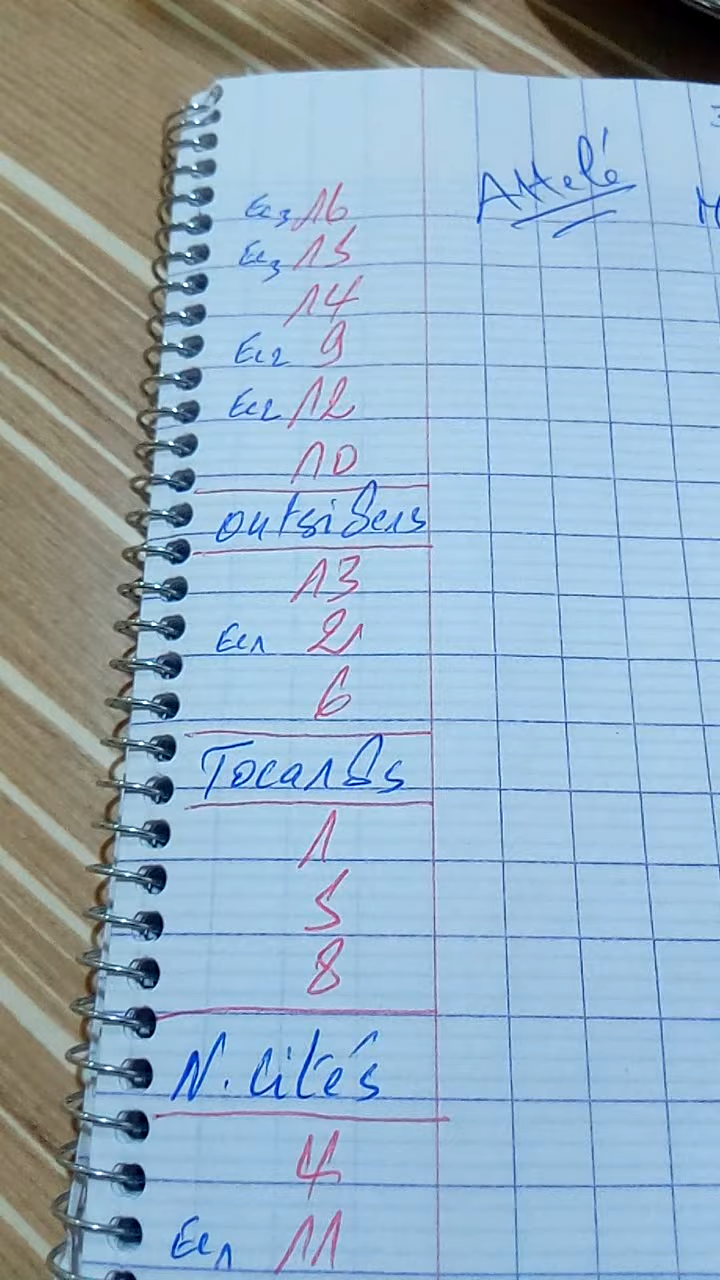 Attelé
Ec3 16
Ec3 15
14
Ec2 9
Ec2 12
10
outsiders
13
Ec1 2
6
Tocards
1
5
8
N. cités
4
Ec1 11